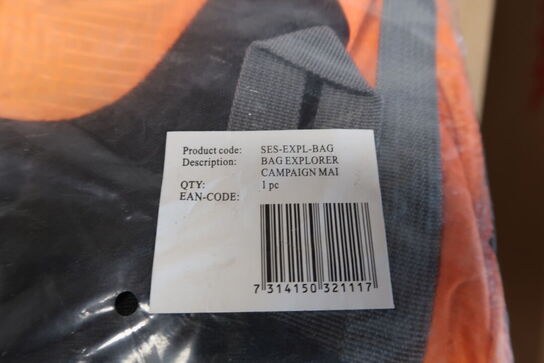 Product code: SES-EXPL-BAG
Description: BAG EXPLORER
CAMPAIGN MAI
QTY: 1 pc
EAN-CODE:
7 314150 321117